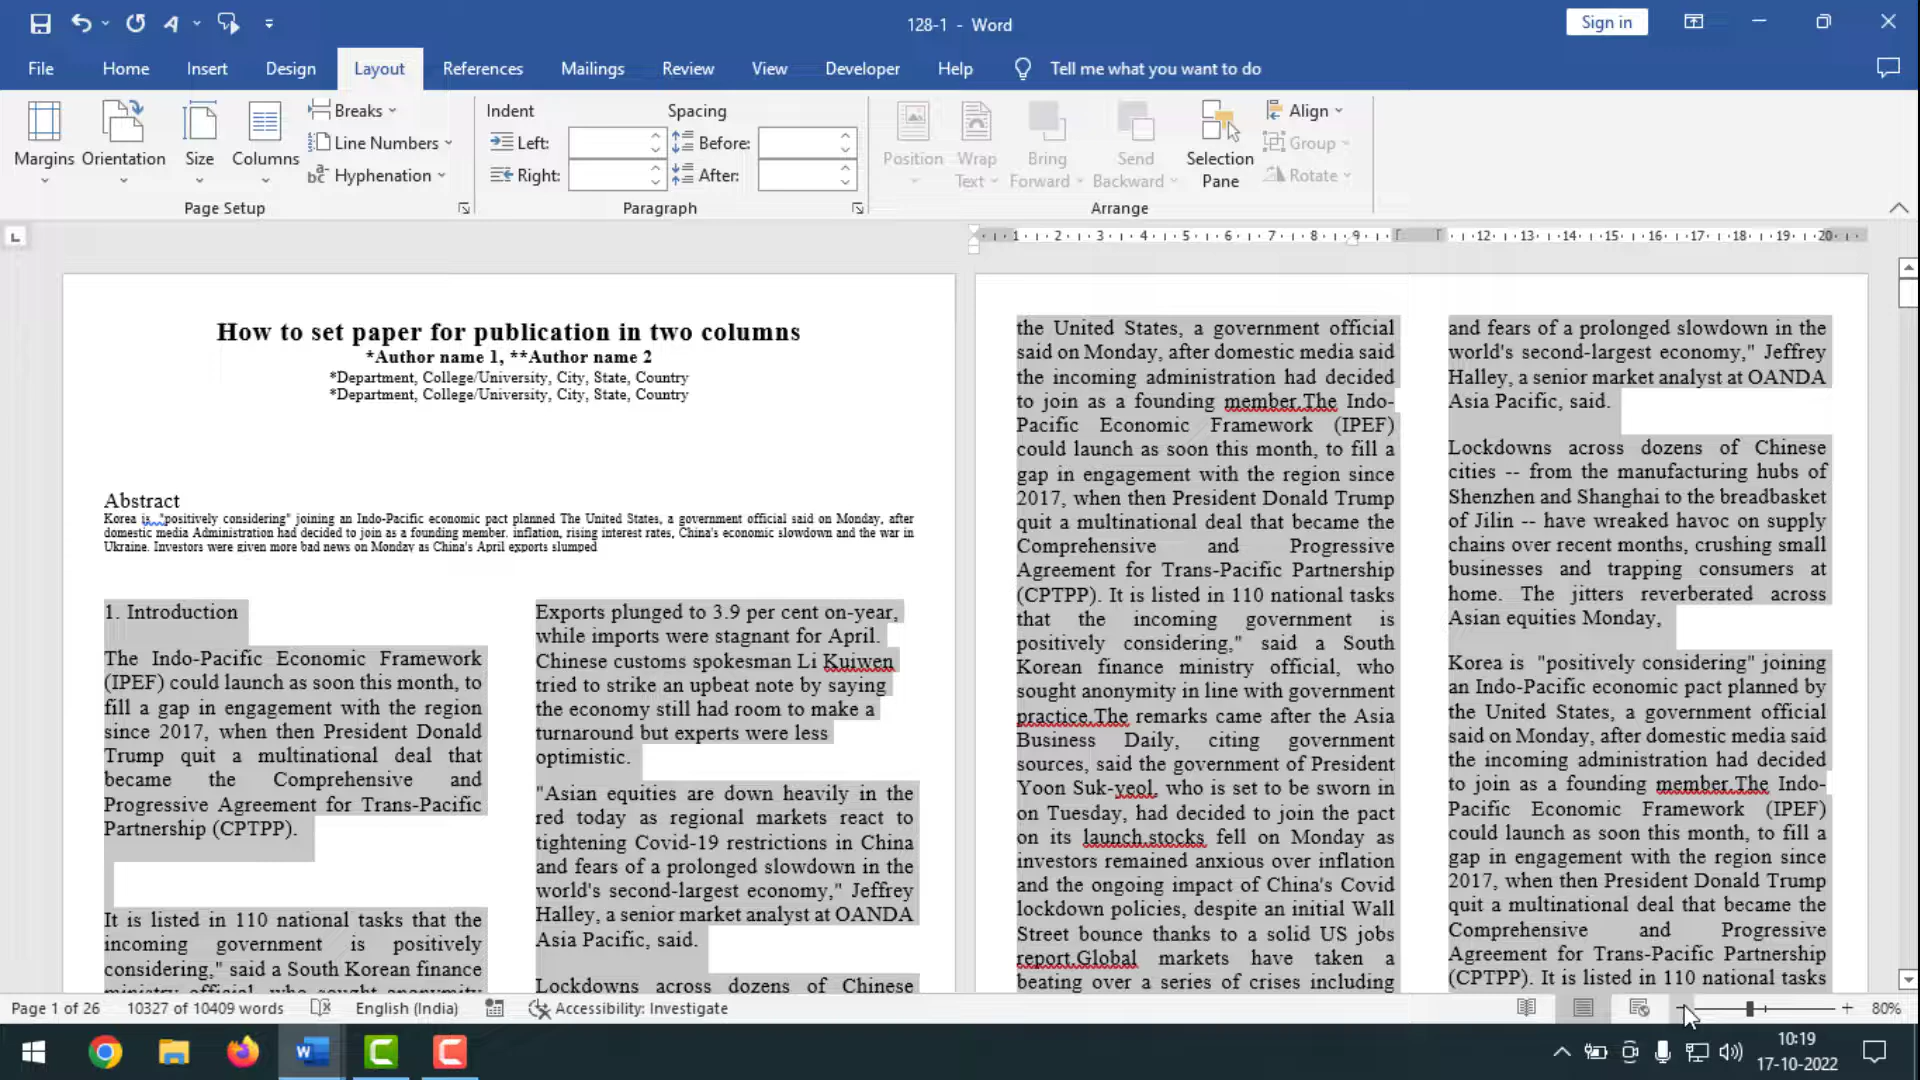 128-1 - Word
Sign in
File Home Insert Design Layout References Mailings Review View Developer Help Tell me what you want to do
Margins Orientation Size Columns
Breaks
Line Numbers
Hyphenation
Page Setup
Indent
Left:
Right:
Spacing
Before:
After:
Paragraph
Position
Wrap Text
Bring Forward
Send Backward
Selection Pane
Align
Group
Rotate
Arrange
1 2 3 4 5 6 7 8 9 12 13 14 15 16 17 18 19 20
How to set paper for publication in two columns
*Author name 1, **Author name 2
*Department, College/University, City, State, Country
*Department, College/University, City, State, Country
Abstract
Korea is "positively considering" joining an Indo-Pacific economic pact planned The United States, a government official said on Monday, after
domestic media Administration had decided to join as a founding member. inflation, rising interest rates, China's economic slowdown and the war in
Ukraine. Investors were given more bad news on Monday as China's April exports slumped
1. Introduction
The Indo-Pacific Economic Framework
(IPEF) could launch as soon this month, to
fill a gap in engagement with the region
since 2017, when then President Donald
Trump quit a multinational deal that
became the Comprehensive and
Progressive Agreement for Trans-Pacific
Partnership (CPTPP).
It is listed in 110 national tasks that the
incoming government is positively
considering," said a South Korean finance
ministry official, who sought anonymity
Exports plunged to 3.9 per cent on-year,
while imports were stagnant for April.
Chinese customs spokesman Li Kuiwen
tried to strike an upbeat note by saying
the economy still had room to make a
turnaround but experts were less
optimistic.
"Asian equities are down heavily in the
red today as regional markets react to
tightening Covid-19 restrictions in China
and fears of a prolonged slowdown in the
world's second-largest economy," Jeffrey
Halley, a senior market analyst at OANDA
Asia Pacific, said.
Lockdowns across dozens of Chinese
the United States, a government official
said on Monday, after domestic media said
the incoming administration had decided
to join as a founding member.The Indo-
Pacific Economic Framework (IPEF)
could launch as soon this month, to fill a
gap in engagement with the region since
2017, when then President Donald Trump
quit a multinational deal that became the
Comprehensive and Progressive
Agreement for Trans-Pacific Partnership
(CPTPP). It is listed in 110 national tasks
that the incoming government is
positively considering," said a South
Korean finance ministry official, who
sought anonymity in line with government
practice.The remarks came after the Asia
Business Daily, citing government
sources, said the government of President
Yoon Suk-yeol, who is set to be sworn in
on Tuesday, had decided to join the pact
on its launch.stocks fell on Monday as
investors remained anxious over inflation
and the ongoing impact of China's Covid
lockdown policies, despite an initial Wall
Street bounce thanks to a solid US jobs
report.Global markets have taken a
beating over a series of crises including
and fears of a prolonged slowdown in the
world's second-largest economy," Jeffrey
Halley, a senior market analyst at OANDA
Asia Pacific, said.
Lockdowns across dozens of Chinese
cities -- from the manufacturing hubs of
Shenzhen and Shanghai to the breadbasket
of Jilin -- have wreaked havoc on supply
chains over recent months, crushing small
businesses and trapping consumers at
home. The jitters reverberated across
Asian equities Monday,
Korea is "positively considering" joining
an Indo-Pacific economic pact planned by
the United States, a government official
said on Monday, after domestic media said
the incoming administration had decided
to join as a founding member.The Indo-
Pacific Economic Framework (IPEF)
could launch as soon this month, to fill a
gap in engagement with the region since
2017, when then President Donald Trump
quit a multinational deal that became the
Comprehensive and Progressive
Agreement for Trans-Pacific Partnership
(CPTPP). It is listed in 110 national tasks
Page 1 of 26 10327 of 10409 words English (India) Accessibility: Investigate 80%
10:19
17-10-2022